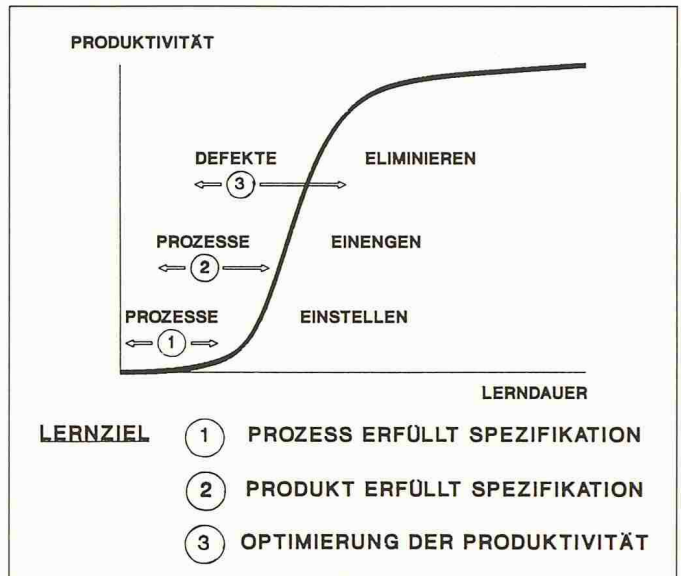 PRODUKTIVITÄT
DEFEKTE ELIMINIEREN
3
PROZESSE EINENGEN
2
PROZESSE EINSTELLEN
1
LERNDAUER
LERNZIEL 1 PROZESS ERFÜLLT SPEZIFIKATION
2 PRODUKT ERFÜLLT SPEZIFIKATION
3 OPTIMIERUNG DER PRODUKTIVITÄT